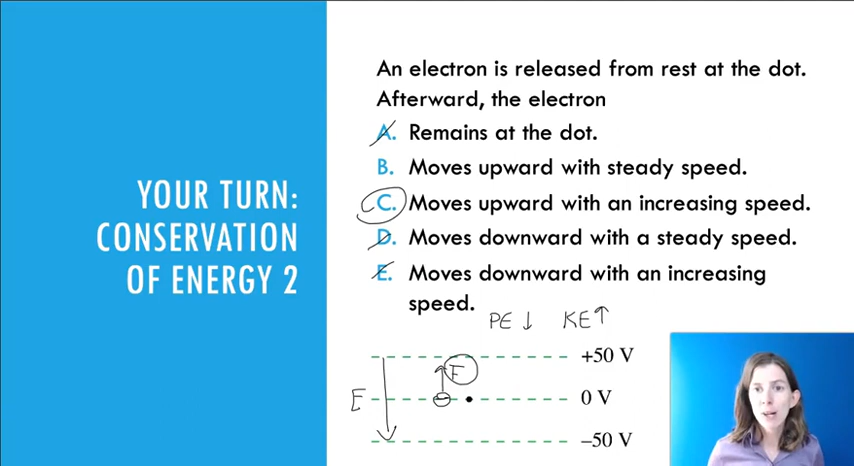 YOUR TURN:
CONSERVATION
OF ENERGY 2
An electron is released from rest at the dot.
Afterward, the electron
A. Remains at the dot.
B. Moves upward with steady speed.
C. Moves upward with an increasing speed.
D. Moves downward with a steady speed.
E. Moves downward with an increasing
speed.
PE ↓ KE ↑
+50 V
F
E
0 V
–50 V